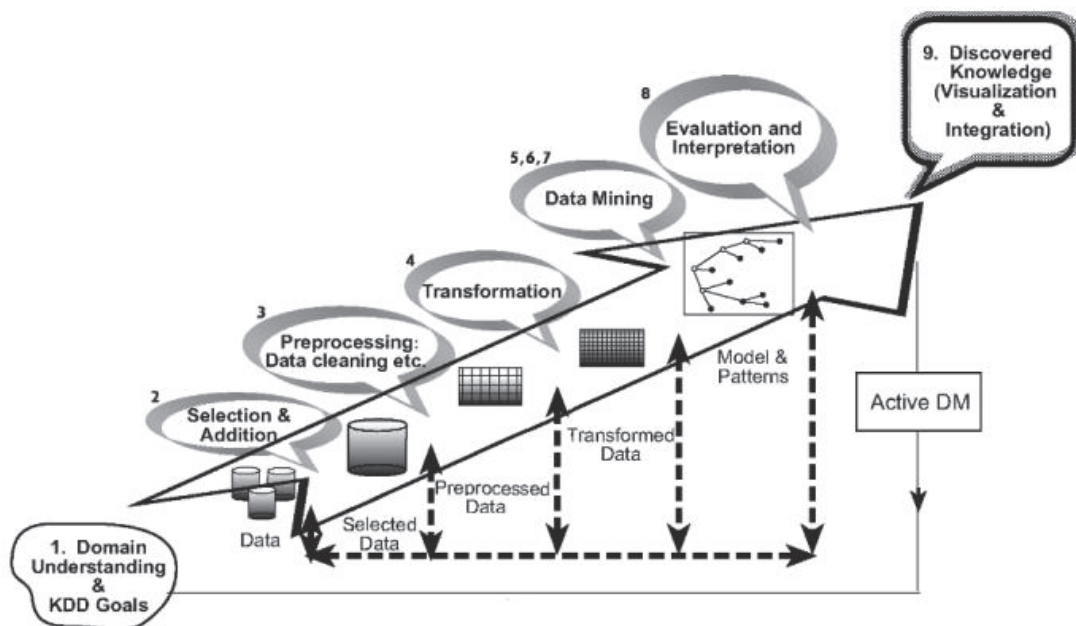 9. Discovered
Knowledge
(Visualization
&
Integration)
8
Evaluation and
Interpretation
5,6,7
Data Mining
4
Transformation
3
Preprocessing:
Data cleaning etc.
2
Selection &
Addition
Model &
Patterns
Active DM
Transformed
Data
Preprocessed
Data
Selected
Data
Data
1. Domain
Understanding
&
KDD Goals